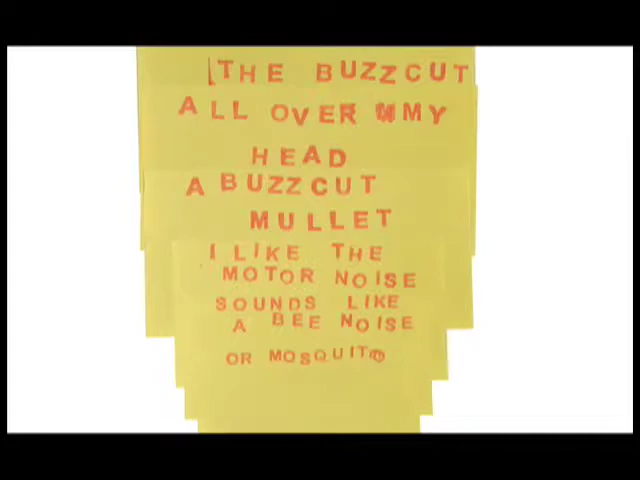 [THE BUZZCUT
ALL OVER MY
HEAD
A BUZZCUT
MULLET
I LIKE THE
MOTOR NOISE
SOUNDS LIKE
A BEE NOISE
OR MOSQUITO